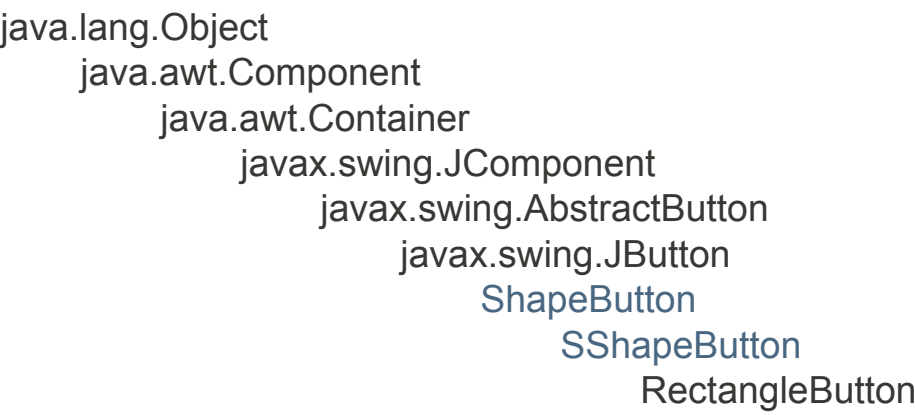 java.lang.Object
java.awt.Component
java.awt.Container
javax.swing.JComponent
javax.swing.AbstractButton
javax.swing.JButton
ShapeButton
SShapeButton
RectangleButton